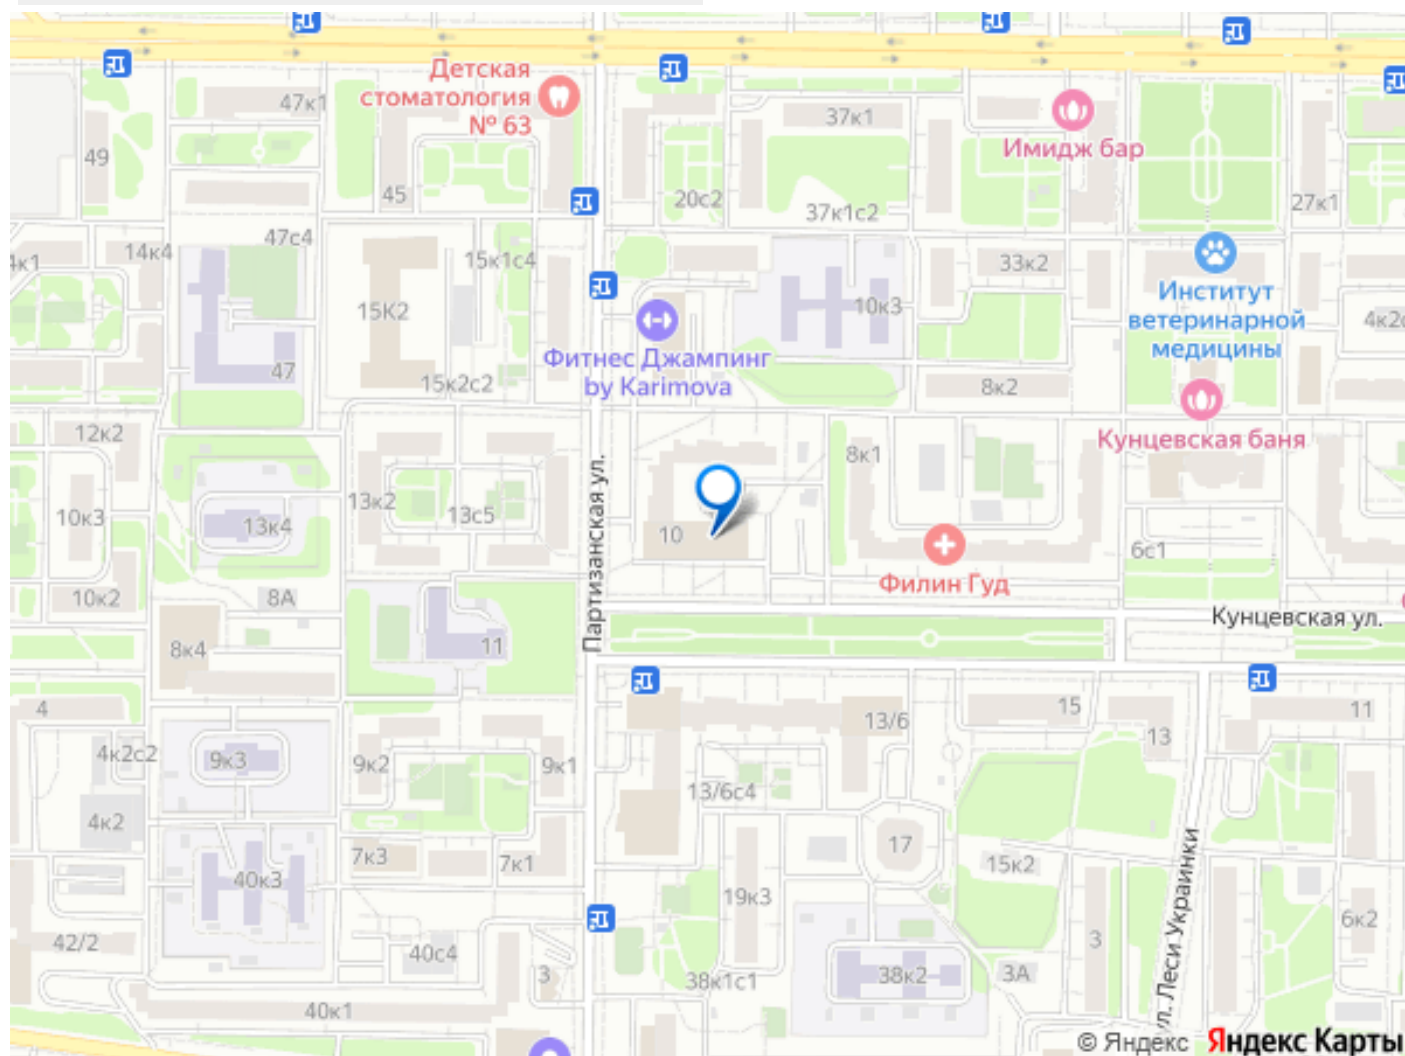 Детская
стоматология
№ 63
47к1
37к1
Имидж бар
49
45
20с2
37к1с2
27к1
47с4
14к4
4к1
15к1с4
33к2
Институт
ветеринарной
медицины
15К2
10к3
4к2с
Фитнес Джампинг
by Karimova
47
15к2с2
8к2
12к2
Кунцевская баня
8к1
13к2
10к3
13к4
13с5
10
Партизанская ул.
6с1
Филин Гуд
10к2
8А
Кунцевская ул.
11
8к4
4
15
11
13/6
13
4к2с2
9к3
9к2
9к1
13/6с4
4к2
17
7к3
7к1
15к2
40к3
19к3
ул. Леси Украинки
6к2
42/2
40с4
3
3
38к1с1
38к2
3А
40к1
© Яндекс Яндекс Карты